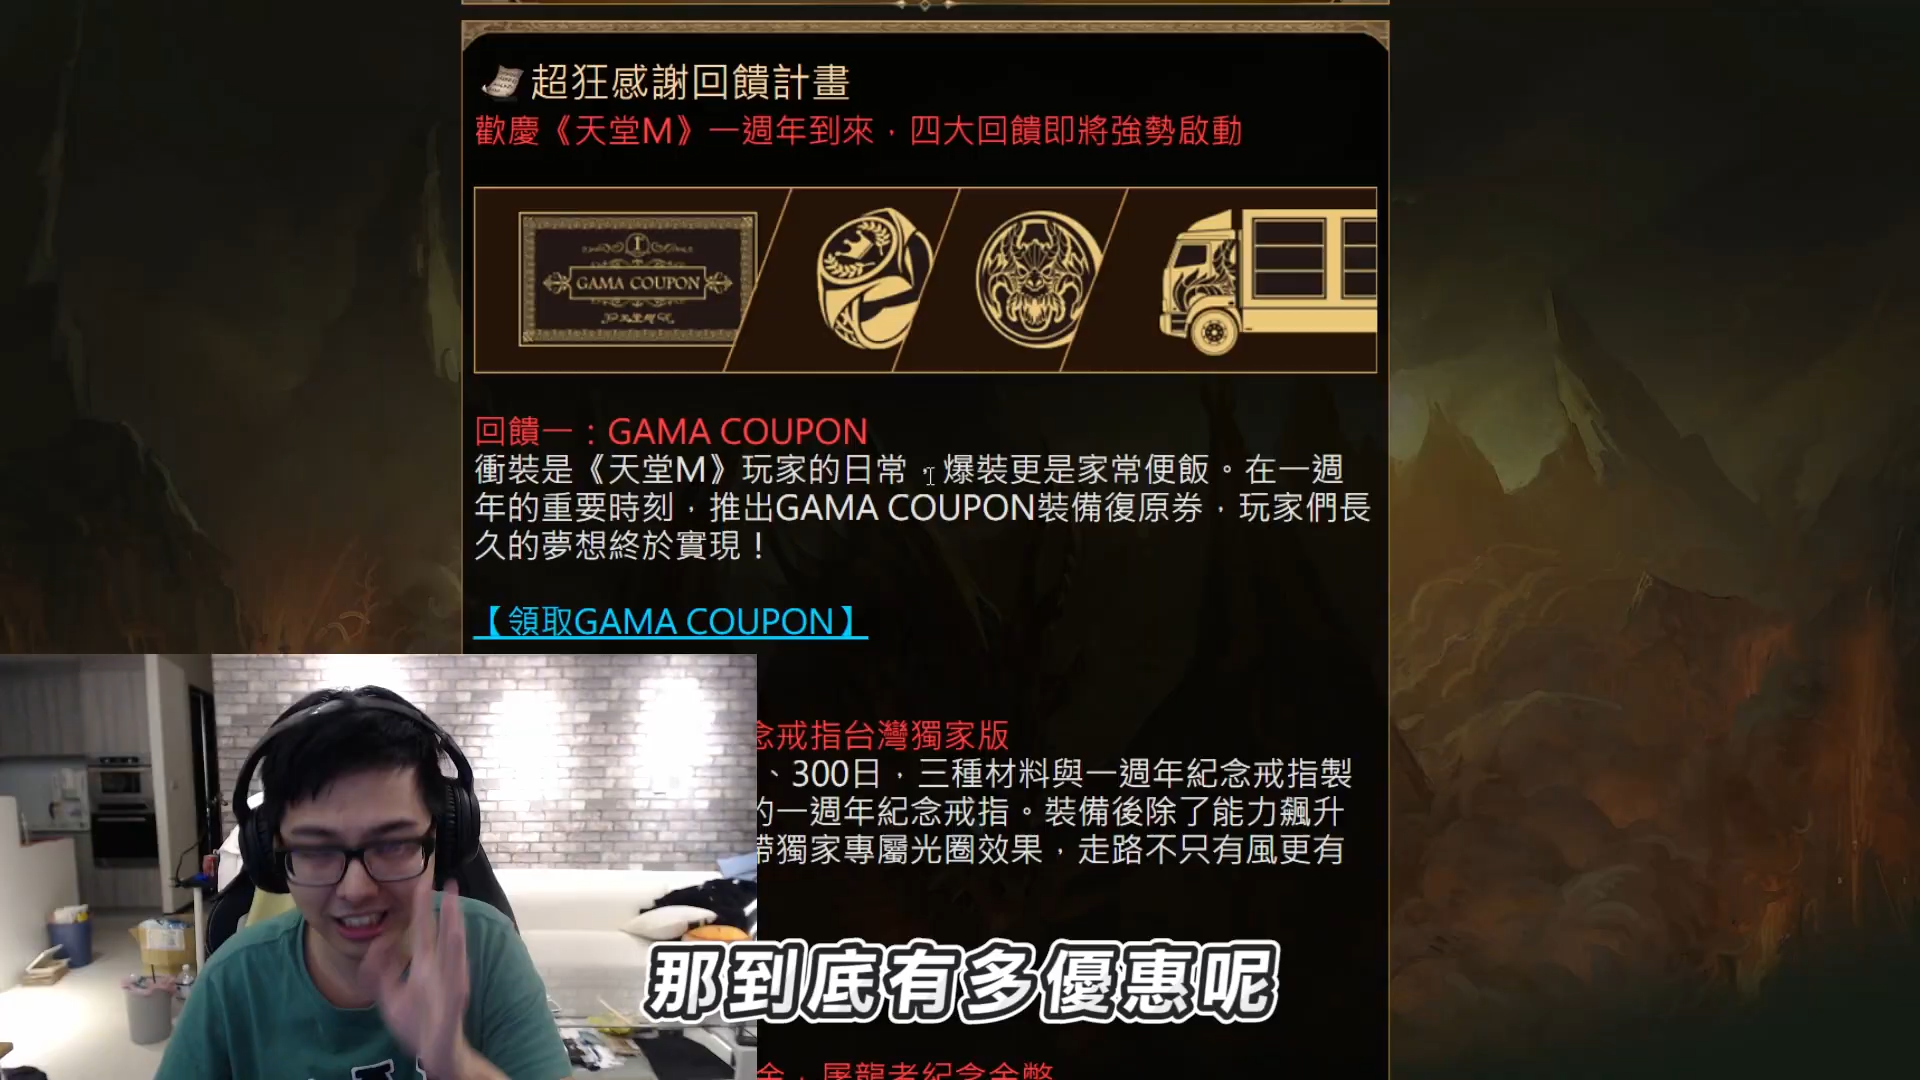 超狂感謝回饋計畫
歡慶《天堂M》一週年到來，四大回饋即將強勢啟動
I
GAMA COUPON
回饋一：GAMA COUPON
衝裝是《天堂M》玩家的日常，爆裝更是家常便飯。在一週
年的重要時刻，推出GAMA COUPON裝備復原券，玩家們長
久的夢想終於實現！
【領取GAMA COUPON】
念戒指台灣獨家版
、300日，三種材料與一週年紀念戒指製
的一週年紀念戒指。裝備後除了能力飆升
帶獨家專屬光圈效果，走路不只有風更有
那到底有多優惠呢
金，屠龍者紀念金幣